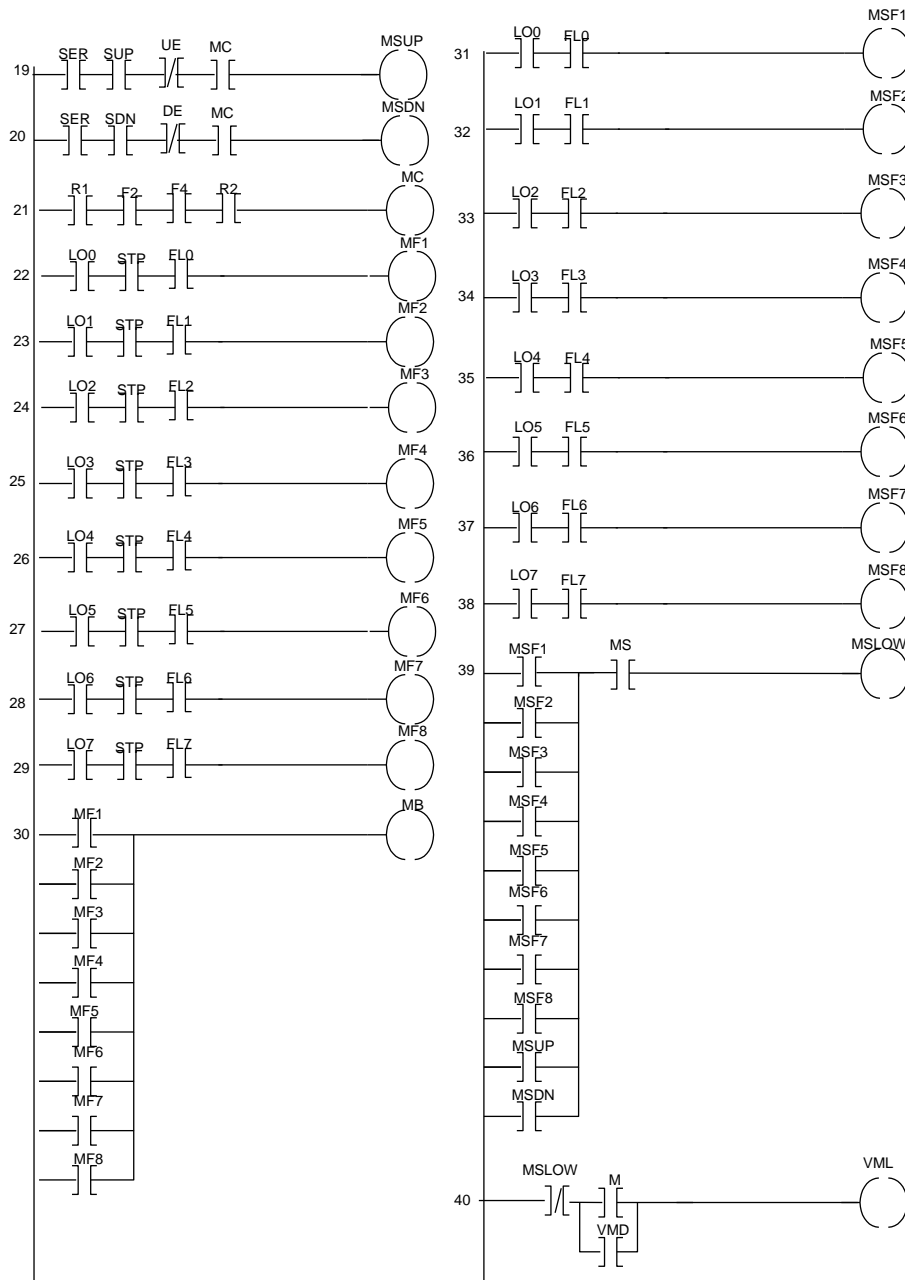 SER SUP UE MC MSUP
19
SER SDN DE MC MSDN
20
R1 F2 F4 R2 MC
21
LO0 STP FL0 MF1
22
LO1 STP FL1 MF2
23
LO2 STP FL2 MF3
24
LO3 STP FL3 MF4
25
LO4 STP FL4 MF5
26
LO5 STP FL5 MF6
27
LO6 STP FL6 MF7
28
LO7 STP FL7 MF8
29
MF1 MB
30
MF2
MF3
MF4
MF5
MF6
MF7
MF8
LO0 FL0 MSF1
31
LO1 FL1 MSF2
32
LO2 FL2 MSF3
33
LO3 FL3 MSF4
34
LO4 FL4 MSF5
35
LO5 FL5 MSF6
36
LO6 FL6 MSF7
37
LO7 FL7 MSF8
38
MSF1 MS MSLOW
39
MSF2
MSF3
MSF4
MSF5
MSF6
MSF7
MSF8
MSUP
MSDN
MSLOW M VML
40
VMD